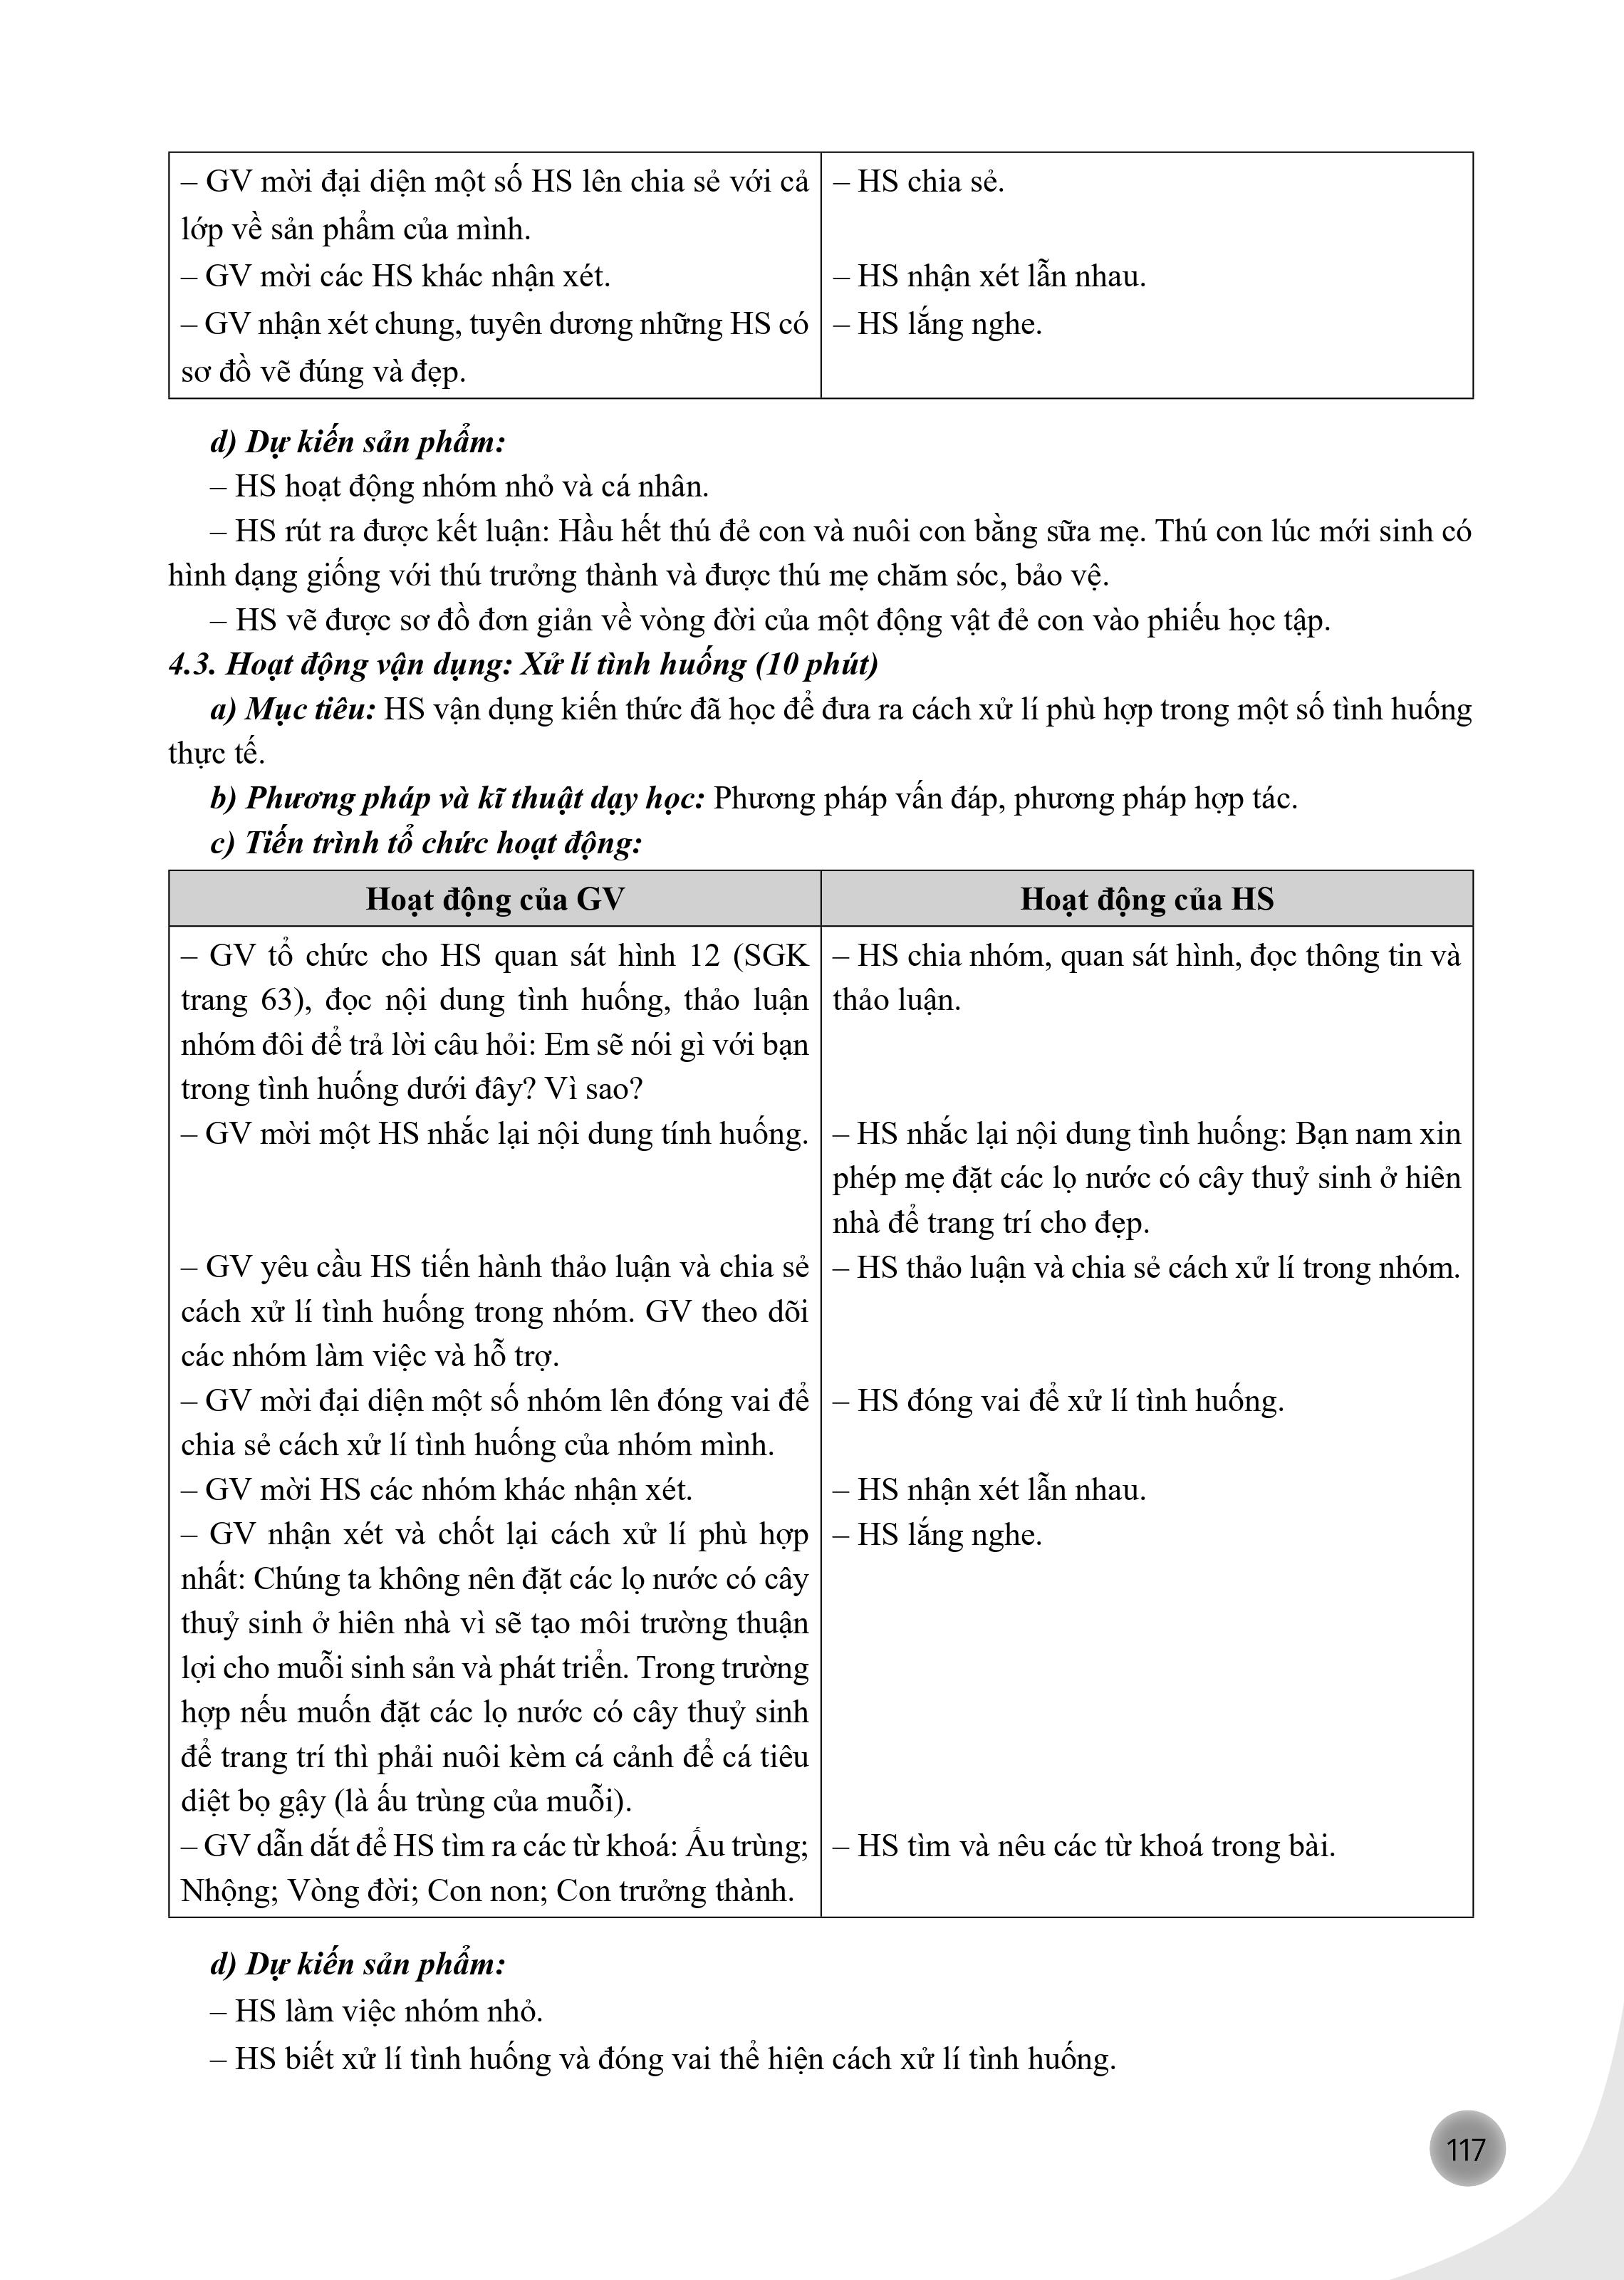 – GV mời đại diện một số HS lên chia sẻ với cả
lớp về sản phẩm của mình.
– GV mời các HS khác nhận xét.
– GV nhận xét chung, tuyên dương những HS có
sơ đồ vẽ đúng và đẹp.
– HS chia sẻ.
– HS nhận xét lẫn nhau.
– HS lắng nghe.
d) Dự kiến sản phẩm:
– HS hoạt động nhóm nhỏ và cá nhân.
– HS rút ra được kết luận: Hầu hết thú đẻ con và nuôi con bằng sữa mẹ. Thú con lúc mới sinh có
hình dạng giống với thú trưởng thành và được thú mẹ chăm sóc, bảo vệ.
– HS vẽ được sơ đồ đơn giản về vòng đời của một động vật đẻ con vào phiếu học tập.
4.3. Hoạt động vận dụng: Xử lí tình huống (10 phút)
a) Mục tiêu: HS vận dụng kiến thức đã học để đưa ra cách xử lí phù hợp trong một số tình huống
thực tế.
b) Phương pháp và kĩ thuật dạy học: Phương pháp vấn đáp, phương pháp hợp tác.
c) Tiến trình tổ chức hoạt động:
Hoạt động của GV
Hoạt động của HS
– GV tổ chức cho HS quan sát hình 12 (SGK
trang 63), đọc nội dung tình huống, thảo luận
nhóm đôi để trả lời câu hỏi: Em sẽ nói gì với bạn
trong tình huống dưới đây? Vì sao?
– HS chia nhóm, quan sát hình, đọc thông tin và
thảo luận.
– GV mời một HS nhắc lại nội dung tính huống.
– HS nhắc lại nội dung tình huống: Bạn nam xin
phép mẹ đặt các lọ nước có cây thuỷ sinh ở hiên
nhà để trang trí cho đẹp.
– GV yêu cầu HS tiến hành thảo luận và chia sẻ
cách xử lí tình huống trong nhóm. GV theo dõi
các nhóm làm việc và hỗ trợ.
– HS thảo luận và chia sẻ cách xử lí trong nhóm.
– GV mời đại diện một số nhóm lên đóng vai để
chia sẻ cách xử lí tình huống của nhóm mình.
– HS đóng vai để xử lí tình huống.
– GV mời HS các nhóm khác nhận xét.
– HS nhận xét lẫn nhau.
– GV nhận xét và chốt lại cách xử lí phù hợp
nhất: Chúng ta không nên đặt các lọ nước có cây
thuỷ sinh ở hiên nhà vì sẽ tạo môi trường thuận
lợi cho muỗi sinh sản và phát triển. Trong trường
hợp nếu muốn đặt các lọ nước có cây thuỷ sinh
để trang trí thì phải nuôi kèm cá cảnh để cá tiêu
diệt bọ gậy (là ấu trùng của muỗi).
– HS lắng nghe.
– GV dẫn dắt để HS tìm ra các từ khoá: Ấu trùng;
Nhộng; Vòng đời; Con non; Con trưởng thành.
– HS tìm và nêu các từ khoá trong bài.
d) Dự kiến sản phẩm:
– HS làm việc nhóm nhỏ.
– HS biết xử lí tình huống và đóng vai thể hiện cách xử lí tình huống.
117